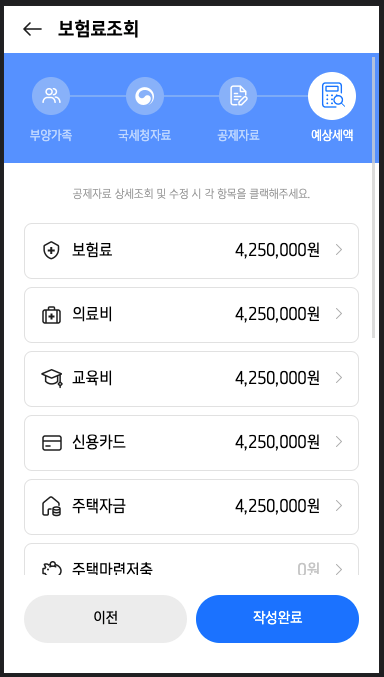 보험료조회
부양가족
국세청자료
공제자료
예상세액
공제자료 상세조회 및 수정 시 각 항목을 클랙해주세요.
보험료 4,250,000원
의료비 4,250,000원
교육비 4,250,000원
신용카드 4,250,000원
주택자금 4,250,000원
주택마련저축 0원
이전
작성완료